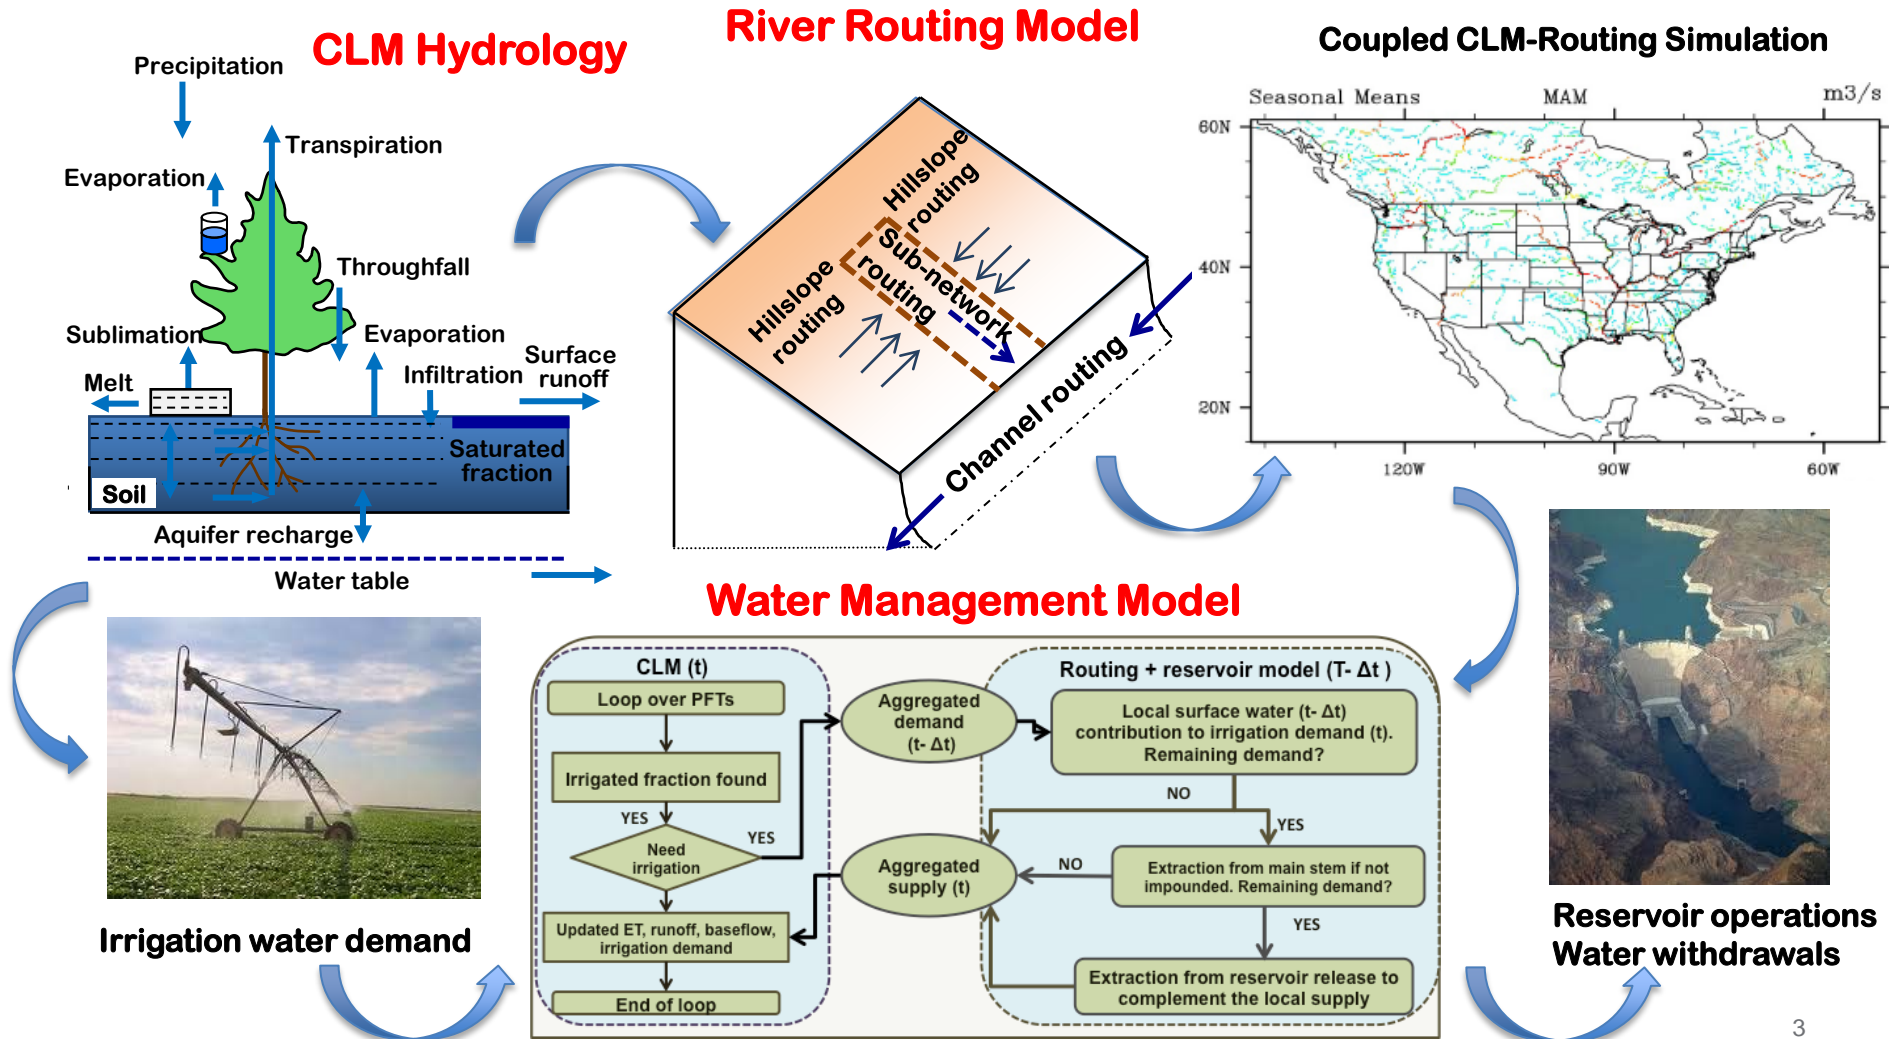 CLM Hydrology
Precipitation
Transpiration
Evaporation
Throughfall
Sublimation
Evaporation
Melt
Infiltration
Surface
runoff
Saturated
fraction
Soil
Aquifer recharge
Water table
River Routing Model
Hillslope
routing
Sub-network
routing
Hillslope
routing
Channel routing
Coupled CLM-Routing Simulation
Seasonal Means
MAM
m3/s
60N
40N
20N
120W
90W
60W
Irrigation water demand
Water Management Model
CLM (t)
Loop over PFTs
Irrigated fraction found
YES
Need
irrigation
YES
Updated ET, runoff, baseflow,
irrigation demand
End of loop
Aggregated
demand
(t- Δt)
Aggregated
supply (t)
Routing + reservoir model (T- Δt )
Local surface water (t- Δt)
contribution to irrigation demand (t).
Remaining demand?
NO
YES
Extraction from main stem if not
impounded. Remaining demand?
NO
YES
Extraction from reservoir release to
complement the local supply
Reservoir operations
Water withdrawals
3